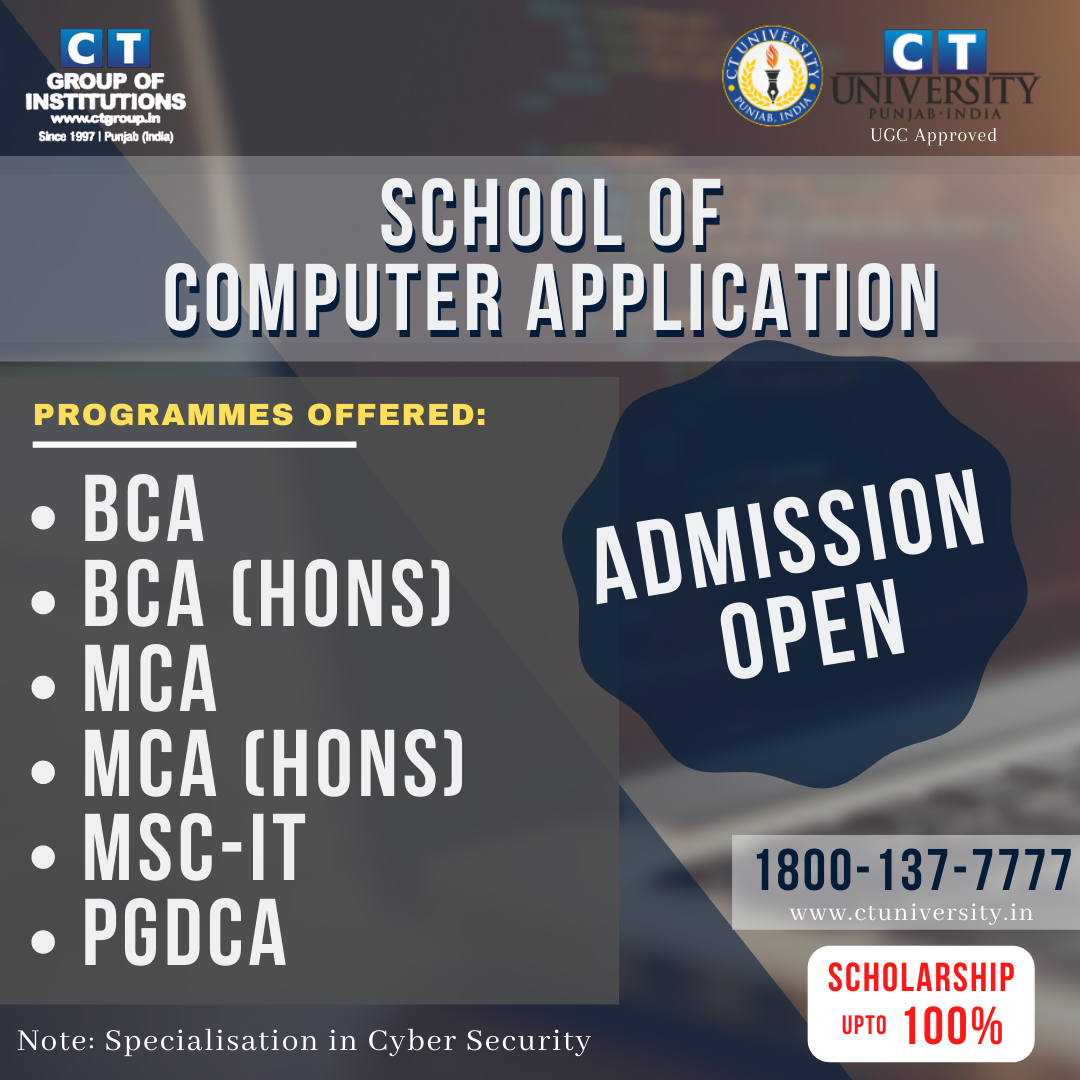 CT
GROUP OF
INSTITUTIONS
www.ctgroup.in
Since 1997 | Punjab (India)
CT UNIVERSITY
PUNJAB, INDIA
CT
UNIVERSITY
PUNJAB·INDIA
UGC Approved
SCHOOL OF
COMPUTER APPLICATION
PROGRAMMES OFFERED:
• BCA
• BCA (HONS)
• MCA
• MCA (HONS)
• MSC-IT
• PGDCA
ADMISSION
OPEN
1800-137-7777
www.ctuniversity.in
SCHOLARSHIP
UPTO 100%
Note: Specialisation in Cyber Security